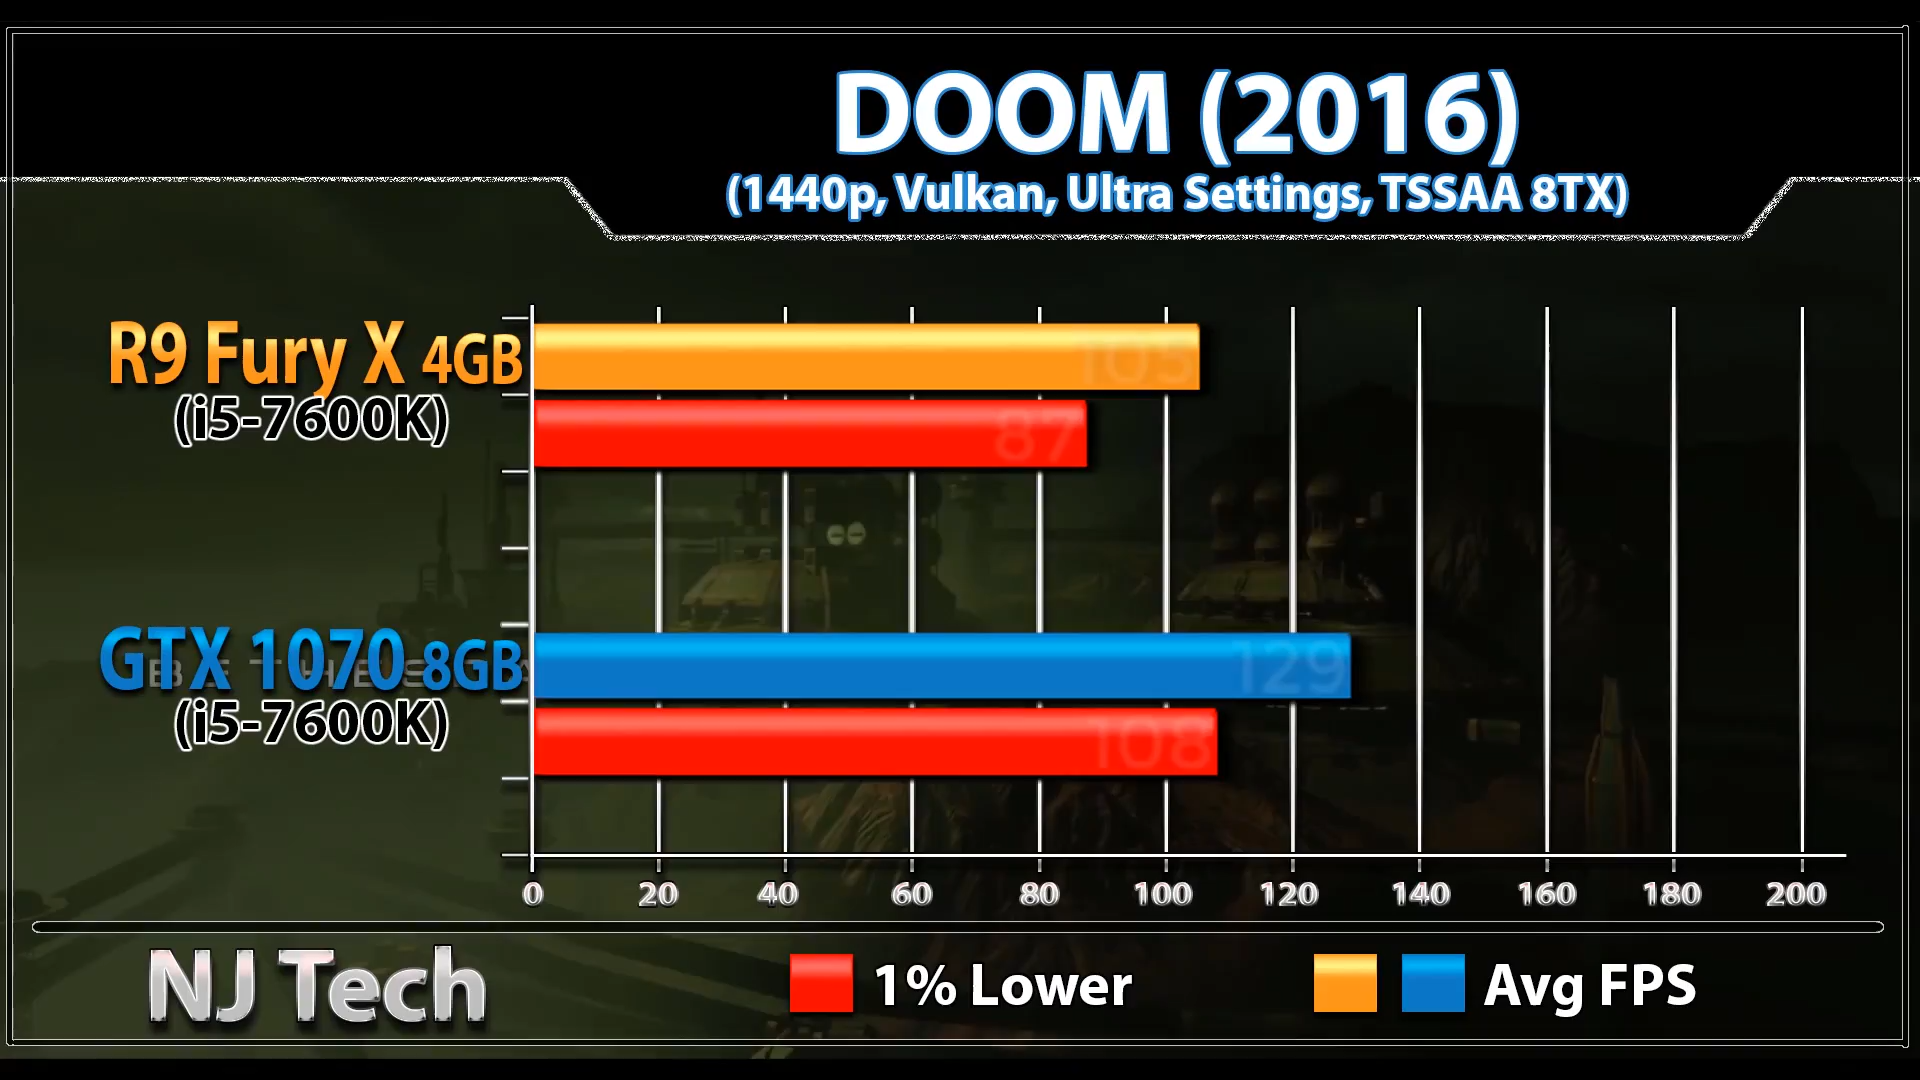 DOOM (2016)
(1440p, Vulkan, Ultra Settings, TSSAA 8TX)
R9 Fury X 4GB
(i5-7600K)
105
87
GTX 1070 8GB
(i5-7600K)
129
108
0 20 40 60 80 100 120 140 160 180 200
NJ Tech
1% Lower
Avg FPS